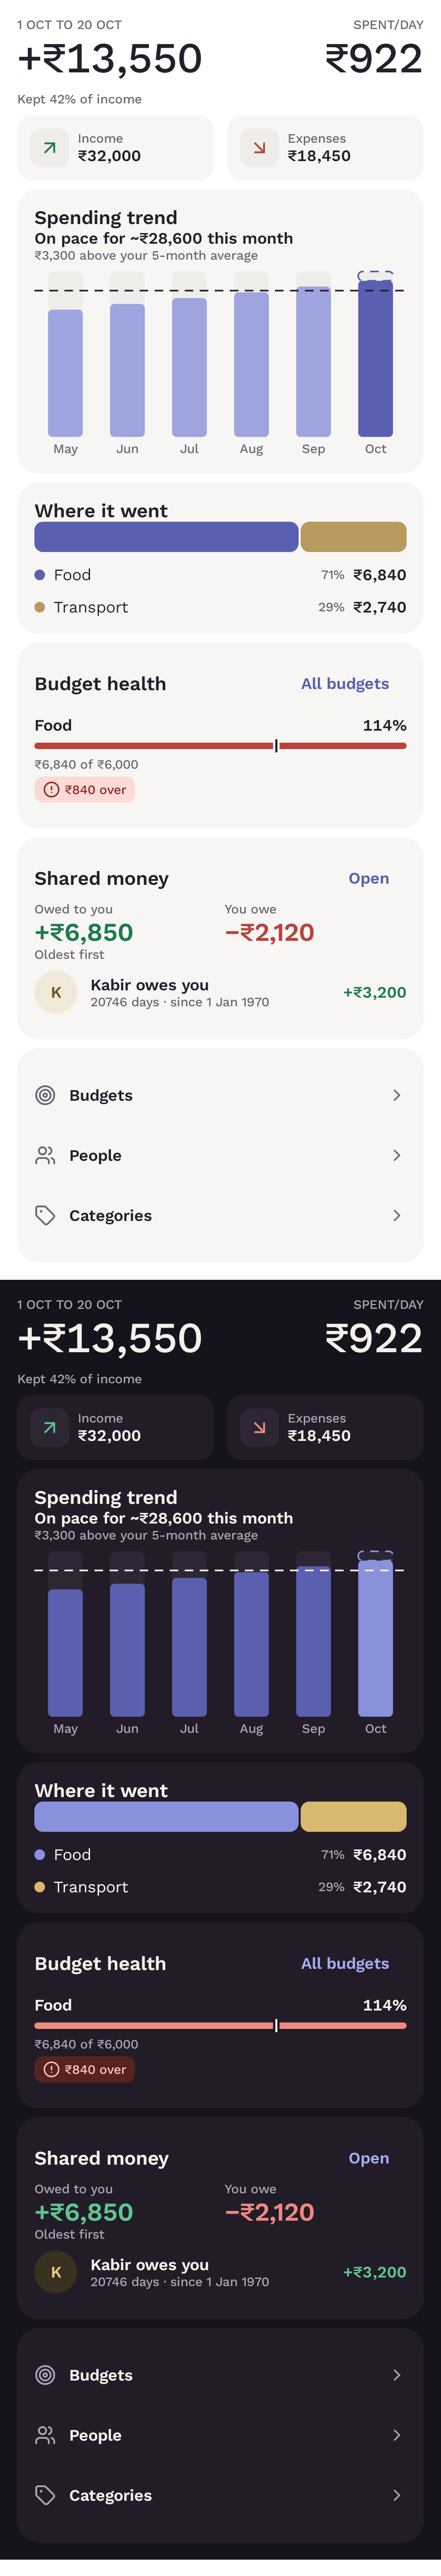 1 OCT TO 20 OCT
SPENT/DAY
+₹13,550
₹922
Kept 42% of income
Income
₹32,000
Expenses
₹18,450
Spending trend
On pace for ~₹28,600 this month
₹3,300 above your 5-month average
May Jun Jul Aug Sep Oct
Where it went
Food 71% ₹6,840
Transport 29% ₹2,740
Budget health All budgets
Food 114%
₹6,840 of ₹6,000
₹840 over
Shared money Open
Owed to you You owe
+₹6,850 −₹2,120
Oldest first
K
Kabir owes you
20746 days · since 1 Jan 1970
+₹3,200
Budgets
People
Categories
1 OCT TO 20 OCT
SPENT/DAY
+₹13,550
₹922
Kept 42% of income
Income
₹32,000
Expenses
₹18,450
Spending trend
On pace for ~₹28,600 this month
₹3,300 above your 5-month average
May Jun Jul Aug Sep Oct
Where it went
Food 71% ₹6,840
Transport 29% ₹2,740
Budget health All budgets
Food 114%
₹6,840 of ₹6,000
₹840 over
Shared money Open
Owed to you You owe
+₹6,850 −₹2,120
Oldest first
K
Kabir owes you
20746 days · since 1 Jan 1970
+₹3,200
Budgets
People
Categories